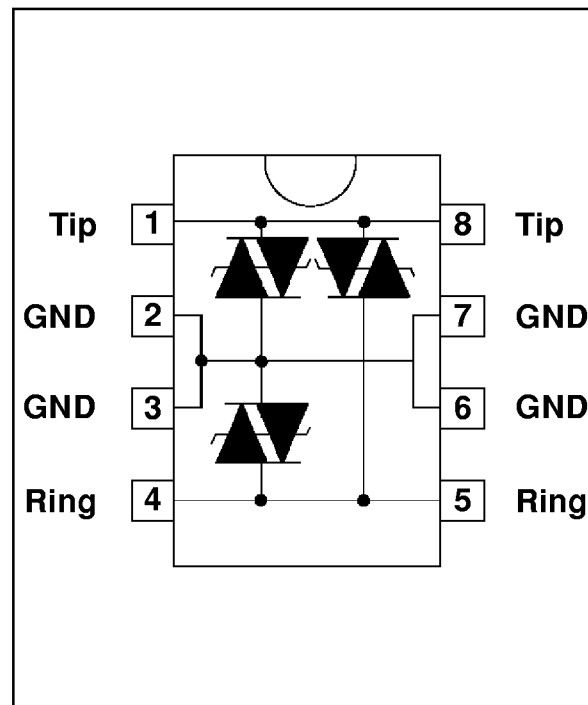 Tip 1 8 Tip
GND 2 7 GND
GND 3 6 GND
Ring 4 5 Ring